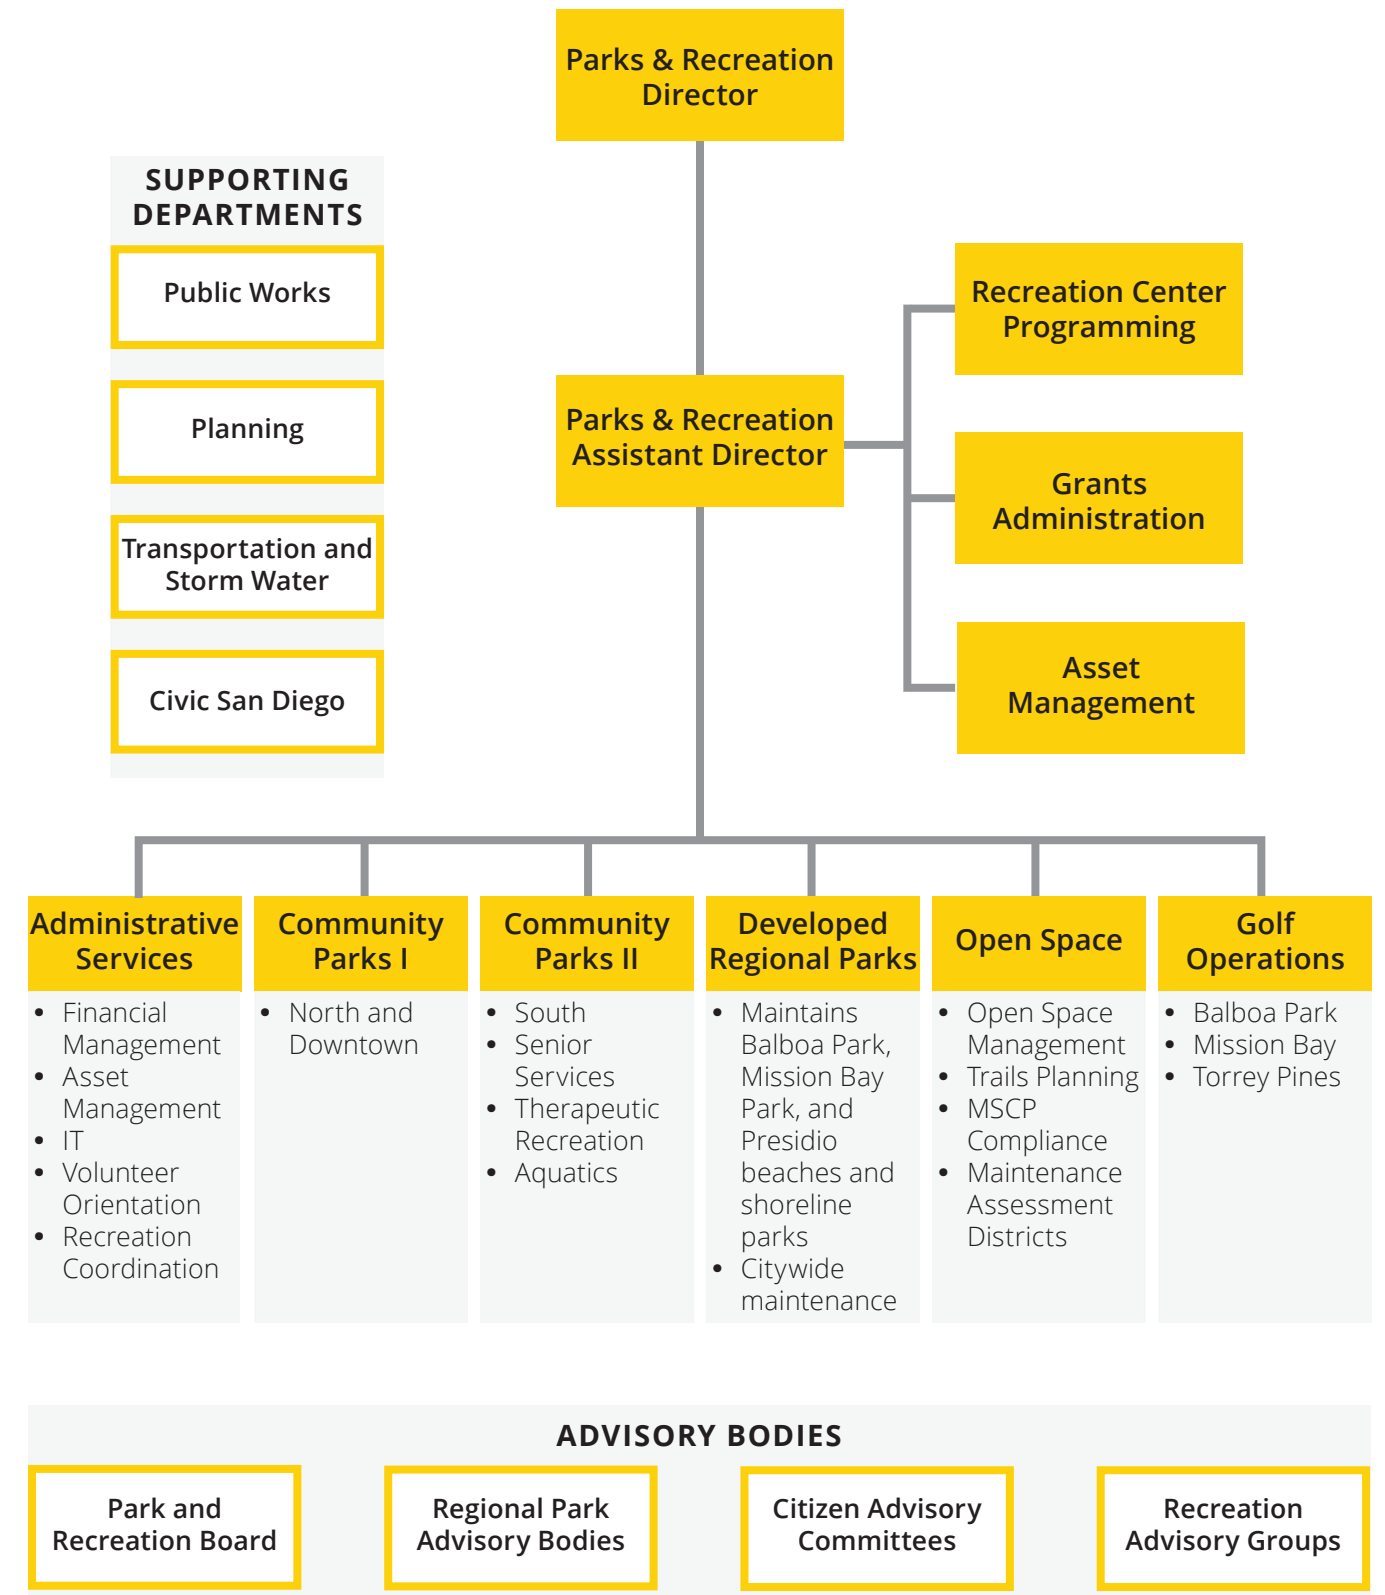 Parks & Recreation
Director
SUPPORTING
DEPARTMENTS
Public Works
Planning
Transportation and
Storm Water
Civic San Diego
Parks & Recreation
Assistant Director
Recreation Center
Programming
Grants
Administration
Asset
Management
Administrative
Services
• Financial
Management
• Asset
Management
• IT
• Volunteer
Orientation
• Recreation
Coordination
Community
Parks I
• North and
Downtown
Community
Parks II
• South
• Senior
Services
• Therapeutic
Recreation
• Aquatics
Developed
Regional Parks
• Maintains
Balboa Park,
Mission Bay
Park, and
Presidio
beaches and
shoreline
parks
• Citywide
maintenance
Open Space
• Open Space
Management
• Trails Planning
• MSCP
Compliance
• Maintenance
Assessment
Districts
Golf
Operations
• Balboa Park
• Mission Bay
• Torrey Pines
ADVISORY BODIES
Park and
Recreation Board
Regional Park
Advisory Bodies
Citizen Advisory
Committees
Recreation
Advisory Groups